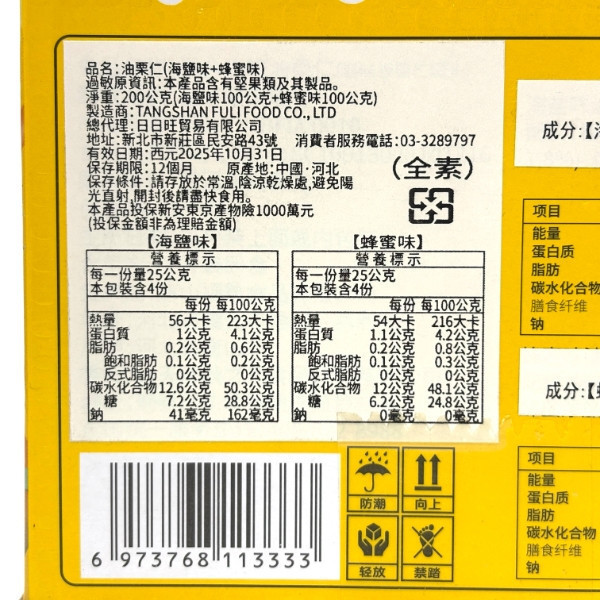 品名:油栗仁(海鹽味+蜂蜜味)
過敏原資訊:本產品含有堅果類及其製品。
淨重:200公克(海鹽味100公克+蜂蜜味100公克)
製造商:TANGSHAN FULI FOOD CO., LTD
總代理:日日旺貿易有限公司
地址:新北市新莊區民安路43號 消費者服務電話:03-3289797
有效日期:西元2025年10月31日
保存期限:12個月 原產地:中國·河北
(全素)
保存條件:請存放於常溫,陰涼乾燥處,避免陽
光直射,開封後請盡快食用。
本產品投保新安東京產物險1000萬元
(投保金額非為理賠金額)
【海鹽味】
營養標示
每一份量25公克
本包裝含4份
每份 每100公克
熱量 56大卡 223大卡
蛋白質 1公克 4.1公克
脂肪 0.2公克 0.6公克
飽和脂肪 0.1公克 0.2公克
反式脂肪 0公克 0公克
碳水化合物 12.6公克 50.3公克
糖 7.2公克 28.8公克
鈉 41毫克 162毫克
【蜂蜜味】
營養標示
每一份量25公克
本包裝含4份
每份 每100公克
熱量 54大卡 216大卡
蛋白質 1.1公克 4.2公克
脂肪 0.2公克 0.8公克
飽和脂肪 0.1公克 0.3公克
反式脂肪 0公克 0公克
碳水化合物 12公克 48.1公克
糖 6.2公克 24.8公克
鈉 0毫克 0毫克
6 973768 113333
防潮 向上
轻放 禁踏
成分:【
项目
能量
蛋白质
脂肪
碳水化合物
膳食纤维
钠
成分:【
项目
能量
蛋白质
脂肪
碳水化合物
膳食纤维
钠